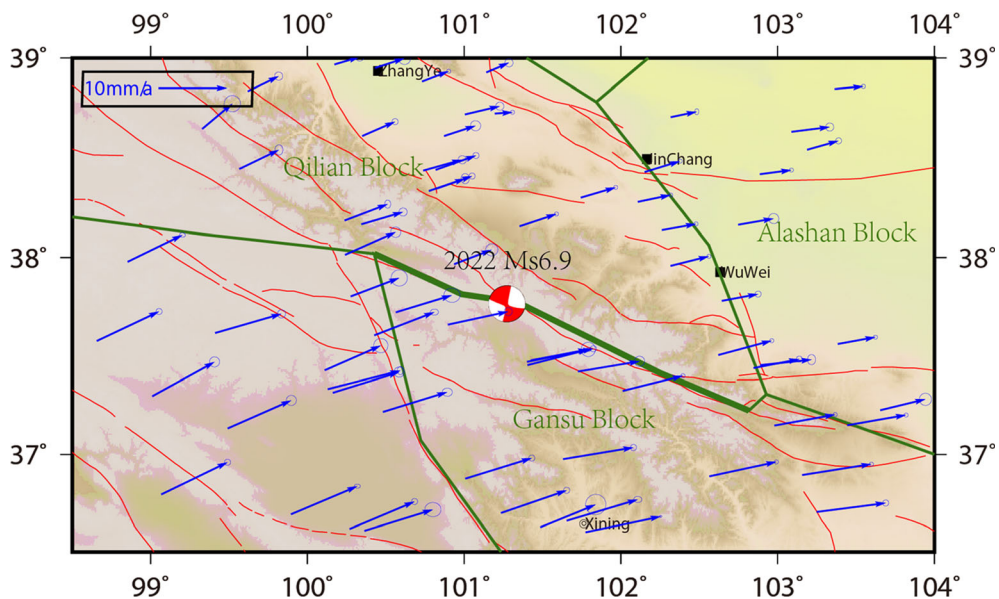 99° 100° 101° 102° 103° 104°
39° 39°
ZhangYe
10mm/a
JinChang
Qilian Block
Alashan Block
38° 2022 Ms6.9 38°
WuWei
Gansu Block
37° 37°
Xining
99° 100° 101° 102° 103° 104°